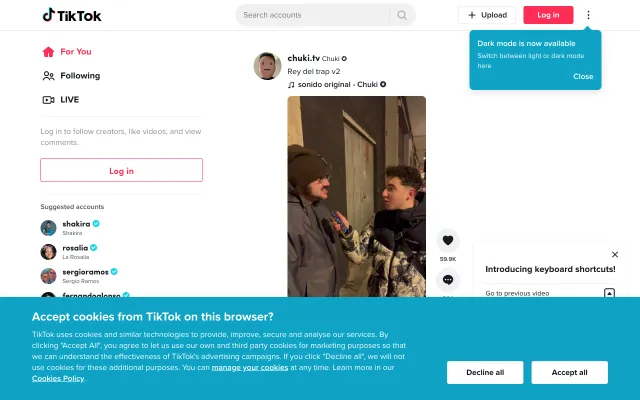 TikTok
Search accounts
Upload
Log in
Dark mode is now available
Switch between light or dark mode
here
Close
For You
Following
LIVE
Log in to follow creators, like videos, and view
comments.
Log in
Suggested accounts
shakira
Shakira
rosalia
La Rosalia
sergioramos
Sergio Ramos
fernandoalonso
chuki.tv Chuki
Rey del trap v2
sonido original - Chuki
59.9K
Introducing keyboard shortcuts!
Go to previous video
Accept cookies from TikTok on this browser?
TikTok uses cookies and similar technologies to provide, improve, secure and analyse our services. By
clicking "Accept All", you agree to let us use our own and third party cookies for marketing purposes so that
we can understand the effectiveness of TikTok's advertising campaigns. If you click "Decline all", we will not
use cookies for these additional purposes. You can manage your cookies at any time. Learn more in our
Cookies Policy.
Decline all
Accept all